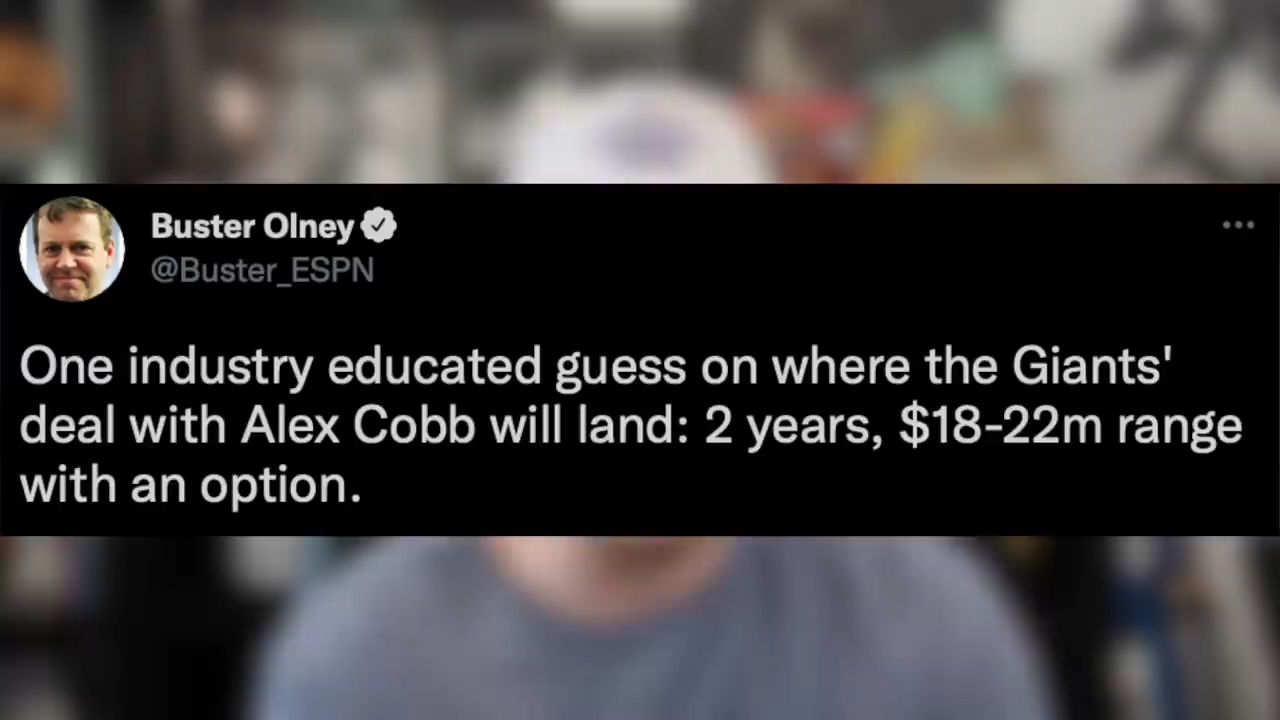 Buster Olney
@Buster_ESPN
One industry educated guess on where the Giants'
deal with Alex Cobb will land: 2 years, $18-22m range
with an option.